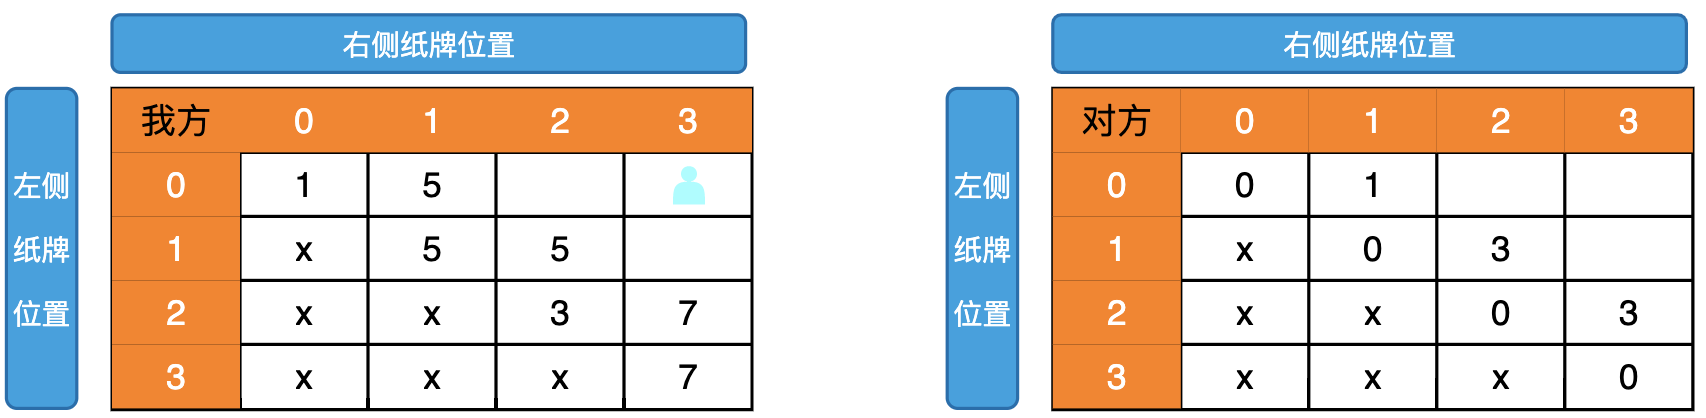 右侧纸牌位置
右侧纸牌位置
左侧
纸牌
位置
我方 0 1 2 3
0 1 5
1 x 5 5
2 x x 3 7
3 x x x 7
左侧
纸牌
位置
对方 0 1 2 3
0 0 1
1 x 0 3
2 x x 0 3
3 x x x 0